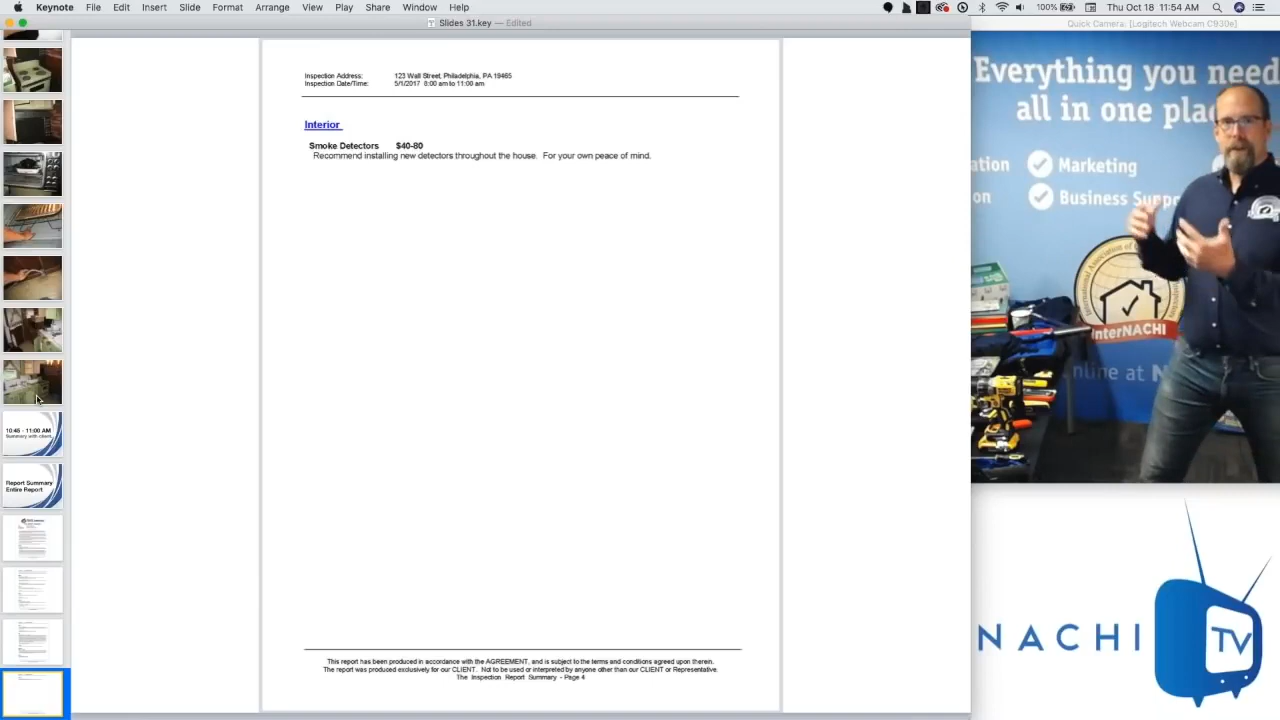 Keynote File Edit Insert Slide Format Arrange View Play Share Window Help
100% Thu Oct 18 11:54 AM
Slides 31.key — Edited
Quick Camera: [Logitech Webcam C930e]
Inspection Address: 123 Wall Street, Philadelphia, PA 19465
Inspection Date/Time: 5/1/2017 8:00 am to 11:00 am
Interior
Smoke Detectors $40-80
Recommend installing new detectors throughout the house. For your own peace of mind.
This report has been produced in accordance with the AGREEMENT, and is subject to the terms and conditions agreed upon therein.
The report was produced exclusively for our CLIENT. Not to be used or interpreted by anyone other than our CLIENT or Representative.
The Inspection Report Summary - Page 4
10:45 - 11:00 AM
Summary with client
Report Summary
Entire Report
Everything you need
all in one plac
ation Marketing
on Business Suppo
InterNACHI
nline at N
NACHI
TV